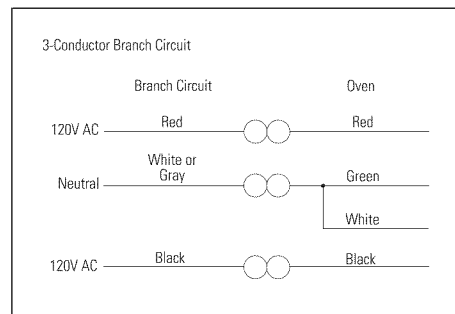 3-Conductor Branch Circuit
Branch Circuit Oven
120V AC Red Red
White or
Neutral Gray Green
White
120V AC Black Black